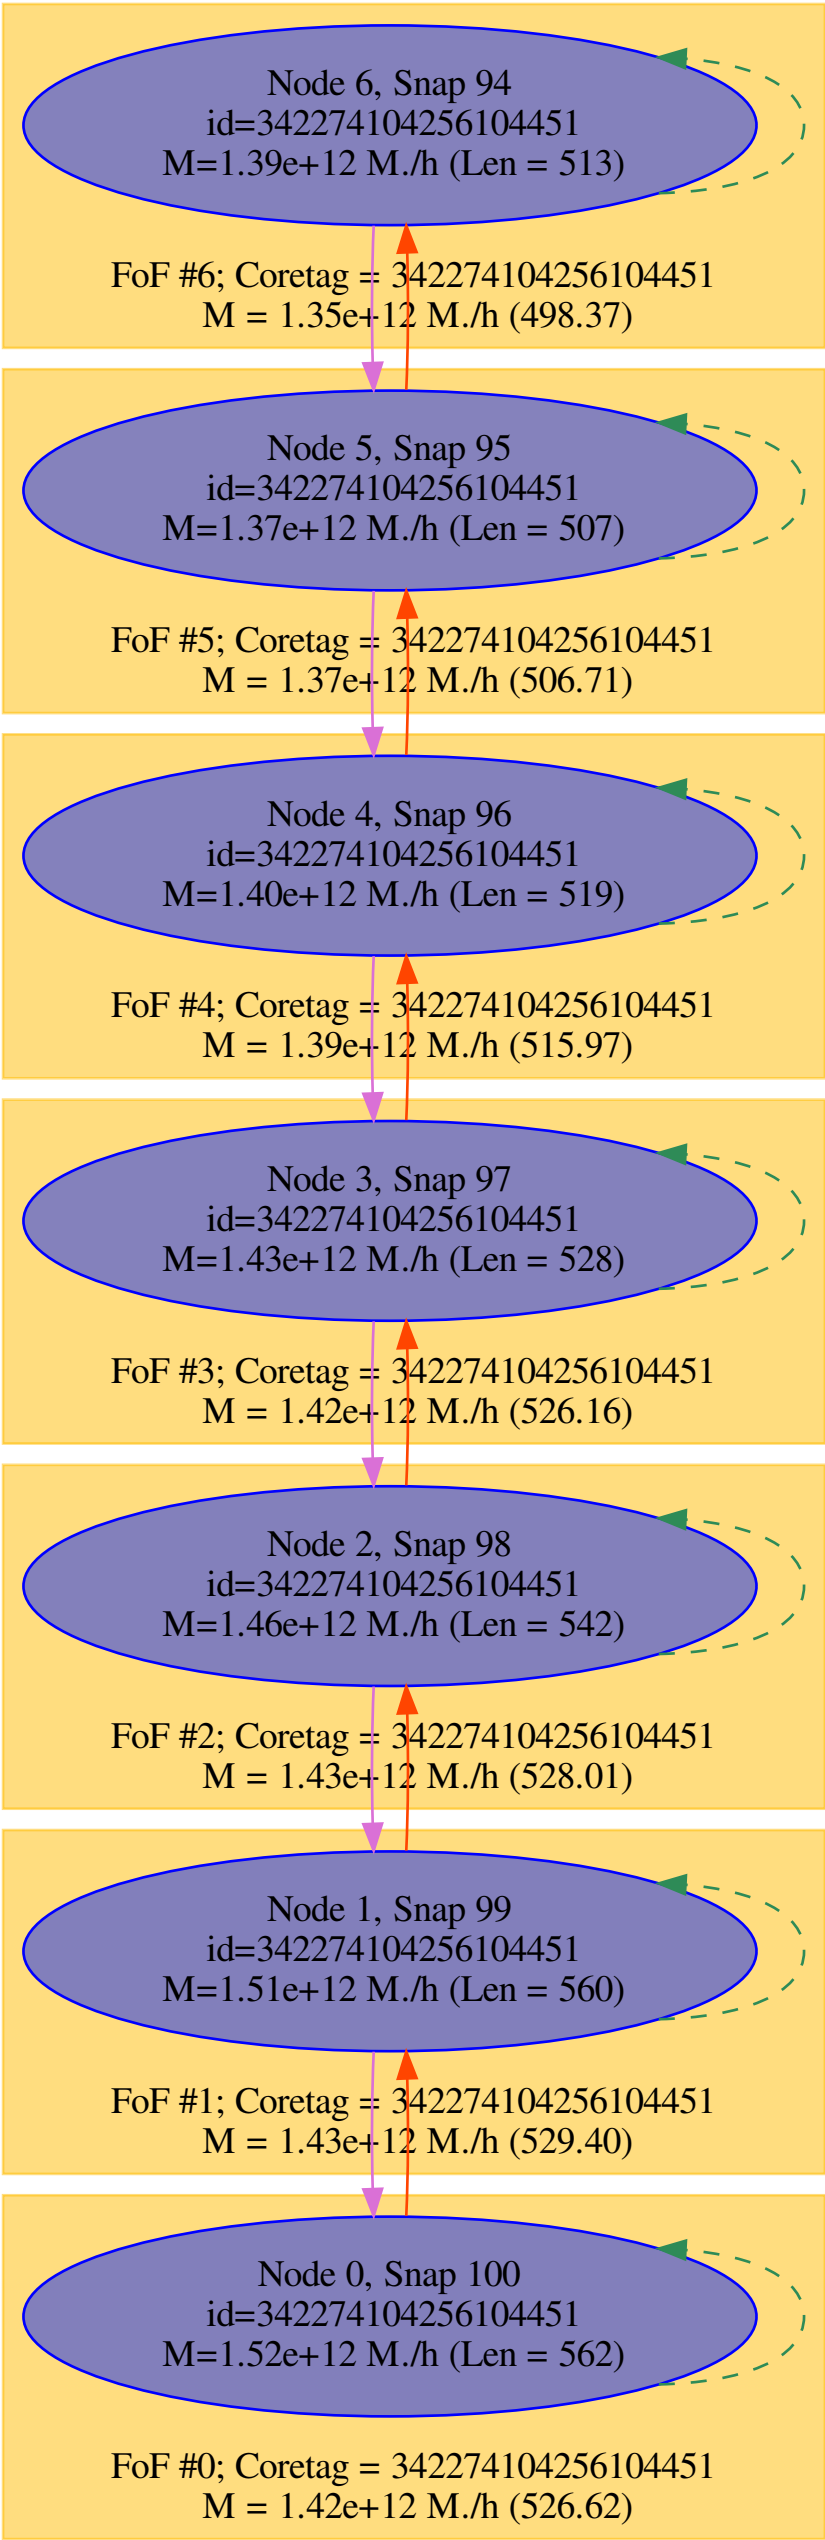 Node 6, Snap 94
id=342274104256104451
M=1.39e+12 M./h (Len = 513)
FoF #6; Coretag = 342274104256104451
M = 1.35e+12 M./h (498.37)
Node 5, Snap 95
id=342274104256104451
M=1.37e+12 M./h (Len = 507)
FoF #5; Coretag = 342274104256104451
M = 1.37e+12 M./h (506.71)
Node 4, Snap 96
id=342274104256104451
M=1.40e+12 M./h (Len = 519)
FoF #4; Coretag = 342274104256104451
M = 1.39e+12 M./h (515.97)
Node 3, Snap 97
id=342274104256104451
M=1.43e+12 M./h (Len = 528)
FoF #3; Coretag = 342274104256104451
M = 1.42e+12 M./h (526.16)
Node 2, Snap 98
id=342274104256104451
M=1.46e+12 M./h (Len = 542)
FoF #2; Coretag = 342274104256104451
M = 1.43e+12 M./h (528.01)
Node 1, Snap 99
id=342274104256104451
M=1.51e+12 M./h (Len = 560)
FoF #1; Coretag = 342274104256104451
M = 1.43e+12 M./h (529.40)
Node 0, Snap 100
id=342274104256104451
M=1.52e+12 M./h (Len = 562)
FoF #0; Coretag = 342274104256104451
M = 1.42e+12 M./h (526.62)